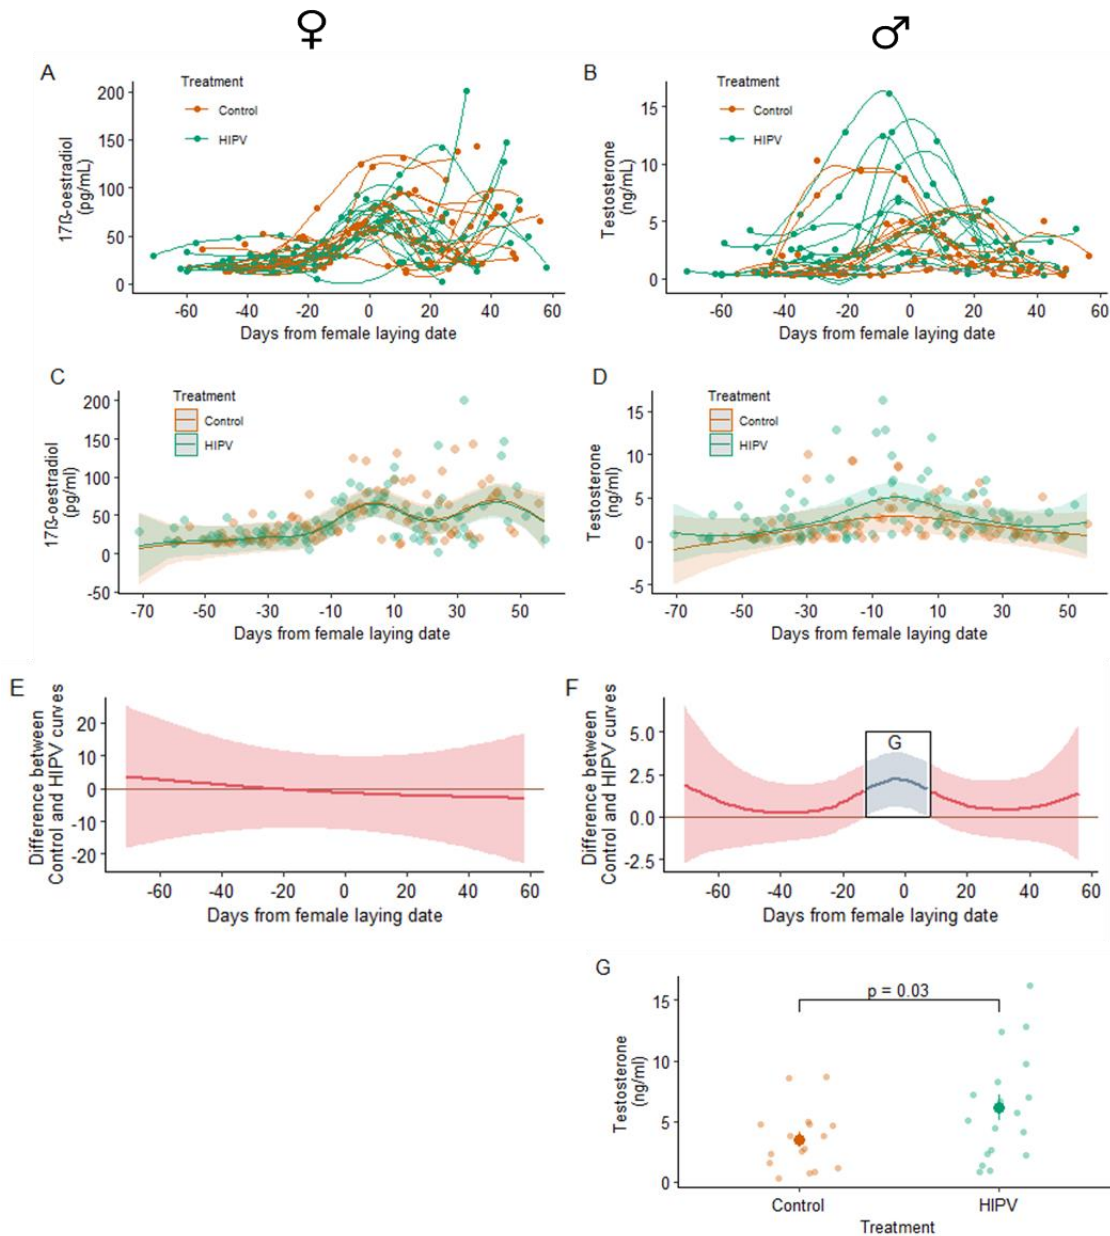 ♀ ♂
A
Treatment
Control
HIPV
17ß-oestradiol
(pg/mL)
200
150
100
50
0
-60 -40 -20 0 20 40 60
Days from female laying date
B
Treatment
Control
HIPV
Testosterone
(ng/mL)
15
10
5
0
-60 -40 -20 0 20 40 60
Days from female laying date
C
Treatment
Control
HIPV
17ß-oestradiol
(pg/ml)
200
150
100
50
0
-50
-70 -50 -30 -10 10 30 50
Days from female laying date
D
Treatment
Control
HIPV
Testosterone
(ng/ml)
15
10
5
0
-5
-70 -50 -30 -10 10 30 50
Days from female laying date
E
Difference between
Control and HIPV curves
20
10
0
-10
-20
-60 -40 -20 0 20 40 60
Days from female laying date
F
Difference between
Control and HIPV curves
5.0
2.5
0.0
-2.5
G
-60 -40 -20 0 20 40 60
Days from female laying date
G
Testosterone
(ng/ml)
15
10
5
0
p = 0.03
Control HIPV
Treatment